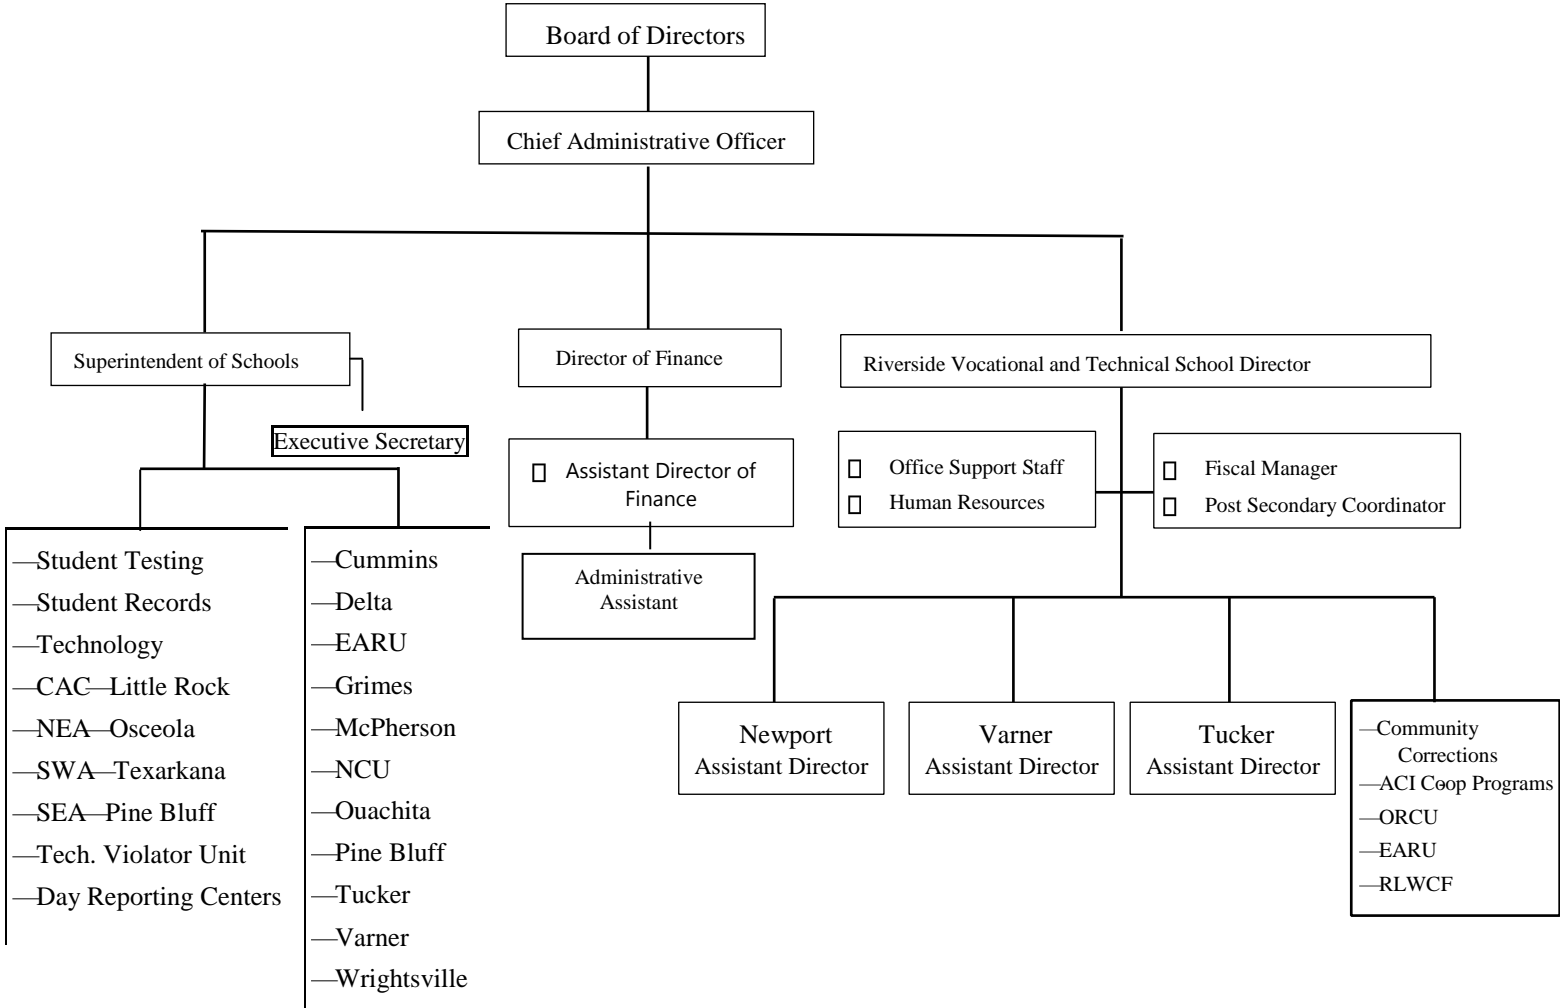 Board of Directors
Chief Administrative Officer
Superintendent of Schools
Director of Finance
Riverside Vocational and Technical School Director
Executive Secretary
Assistant Director of
Finance
Administrative
Assistant
Office Support Staff
Human Resources
Fiscal Manager
Post Secondary Coordinator
—Student Testing
—Student Records
—Technology
—CAC—Little Rock
—NEA—Osceola
—SWA—Texarkana
—SEA—Pine Bluff
—Tech. Violator Unit
—Day Reporting Centers
—Cummins
—Delta
—EARU
—Grimes
—McPherson
—NCU
—Ouachita
—Pine Bluff
—Tucker
—Varner
—Wrightsville
Newport
Assistant Director
Varner
Assistant Director
Tucker
Assistant Director
—Community
Corrections
—ACI Co-op Programs
—ORCU
—EARU
—RLWCF